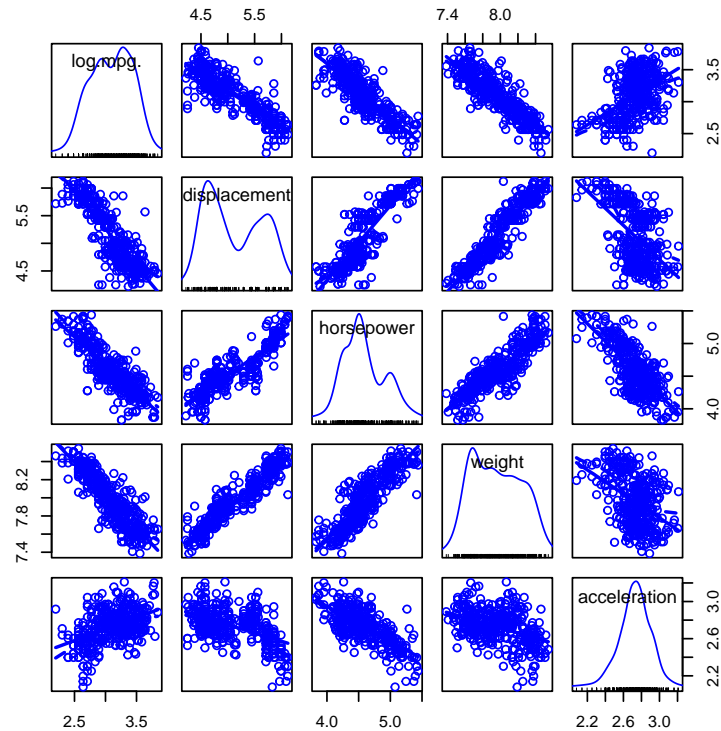 4.5 5.5 7.4 8.0
log.mpg.
2.5 3.5
displacement
4.5 5.5
horsepower
4.0 5.0
weight
7.4 7.8 8.2
acceleration
2.2 2.6 3.0
2.5 3.5 4.0 5.0 2.2 2.6 3.0